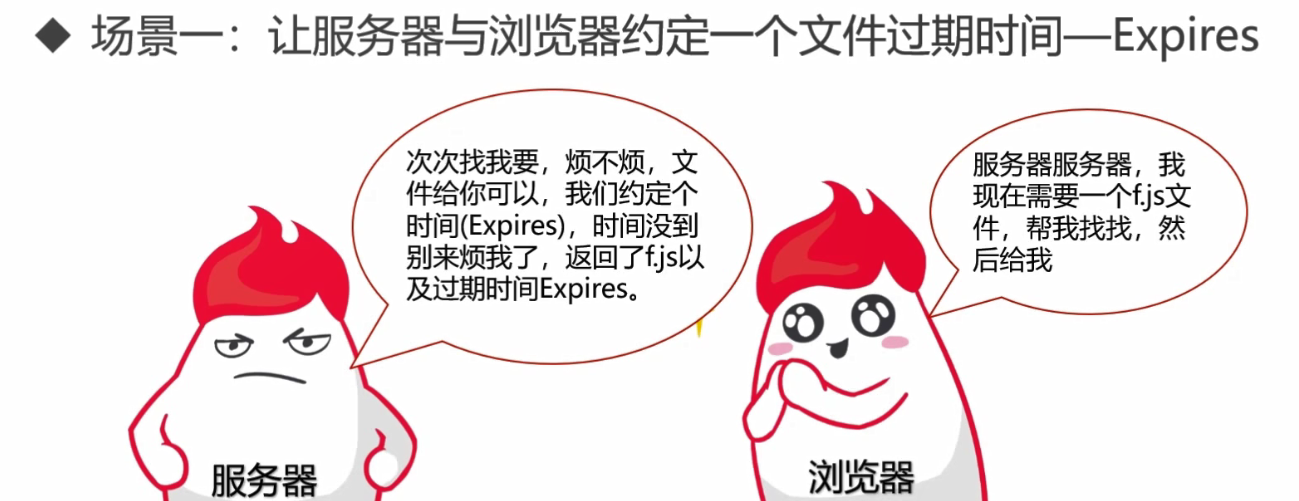 ◆ 场景一：让服务器与浏览器约定一个文件过期时间—Expires
次次找我要，烦不烦，文
件给你可以，我们约定个
时间(Expires)，时间没到
别来烦我了，返回了f.js以
及过期时间Expires。
服务器服务器，我
现在需要一个f.js文
件，帮我找找，然
后给我
服务器
浏览器